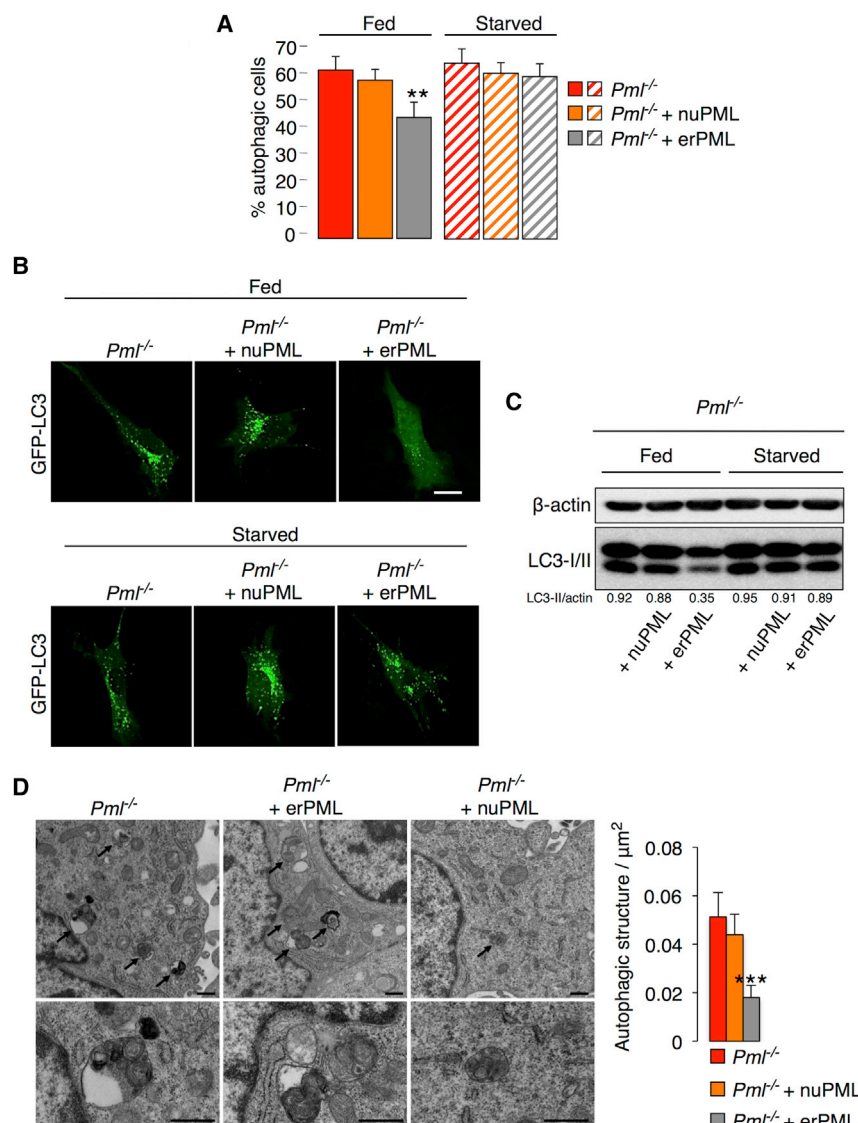 A
Fed Starved
% autophagic cells
70
60
50
40
30
20
10
0
**
Pml-/-
Pml-/- + nuPML
Pml-/- + erPML
B
Fed
Pml-/-
Pml-/- + nuPML
Pml-/- + erPML
GFP-LC3
Starved
Pml-/-
Pml-/- + nuPML
Pml-/- + erPML
GFP-LC3
C
Pml-/-
Fed Starved
β-actin
LC3-I/II
LC3-II/actin 0.92 0.88 0.35 0.95 0.91 0.89
+ nuPML + erPML + nuPML + erPML
D
Pml-/-
Pml-/- + erPML
Pml-/- + nuPML
Autophagic structure / µm2
0.08
0.06
0.04
0.02
0
***
Pml-/-
Pml-/- + nuPML
Pml-/- + erPML